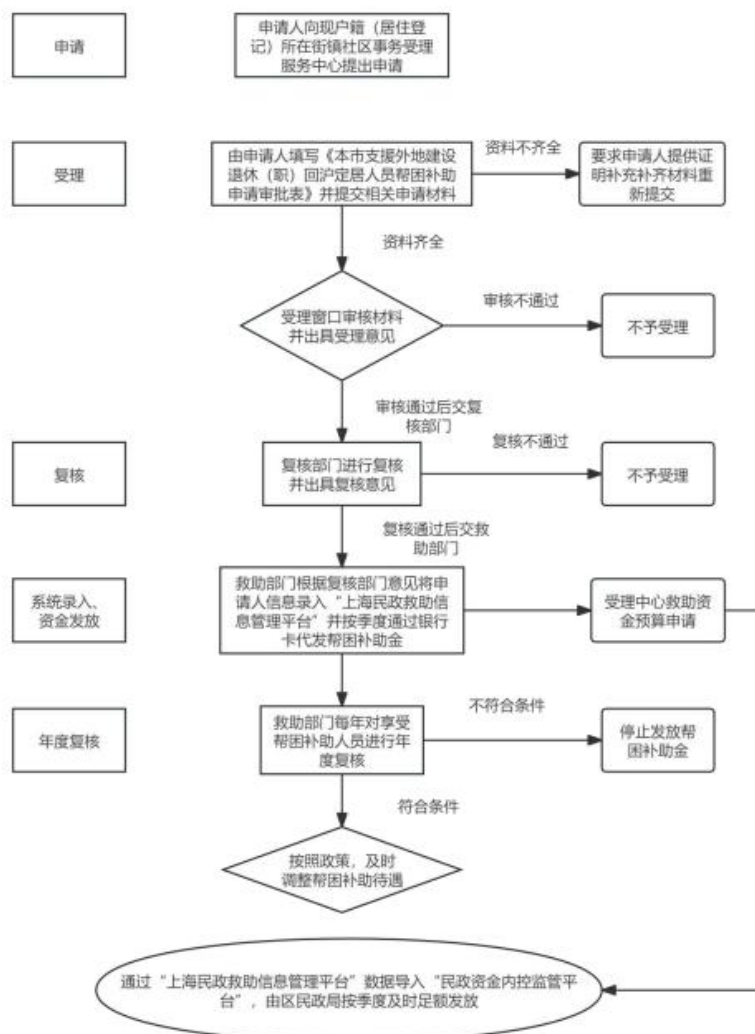 申请
申请人向现户籍（居住登
记）所在街镇社区事务受理
服务中心提出申请
受理
由申请人填写《本市支援外地建设
退休（职）回沪定居人员帮困补助
申请审批表》并提交相关申请材料
资料不齐全
要求申请人提供证
明补充补齐材料重
新提交
资料齐全
受理窗口审核材料
并出具受理意见
审核不通过
不予受理
审核通过后交复
核部门
复核
复核部门进行复核
并出具复核意见
复核不通过
不予受理
复核通过后交救
助部门
系统录入、
资金发放
救助部门根据复核部门意见将申
请人信息录入“上海民政救助信
息管理平台”并按季度通过银行
卡代发帮困补助金
受理中心救助资
金预算申请
年度复核
救助部门每年对享受
帮困补助人员进行年
度复核
不符合条件
停止发放帮
困补助金
符合条件
按照政策，及时
调整帮困补助待遇
通过“上海民政救助信息管理平台”数据导入“民政资金内控监管平
台”，由区民政局按季度及时足额发放